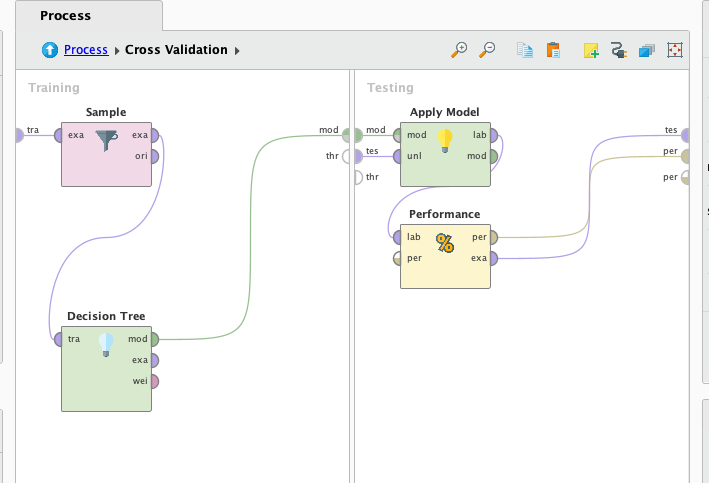 Process
Process Cross Validation
Training
Sample
tra
exa
exa
ori
mod
thr
Decision Tree
tra
mod
exa
wei
Testing
Apply Model
mod
tes
thr
mod
unl
lab
mod
Performance
lab
per
per
exa
tes
per
per